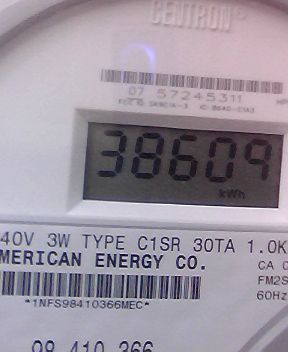 CENTRON®
07 57245311
38609
kWh
40V 3W TYPE C1SR 30TA 1.0K
MERICAN ENERGY CO.
CA 0
FM2S
60Hz
*1NFS98410366MEC*
98 410 366